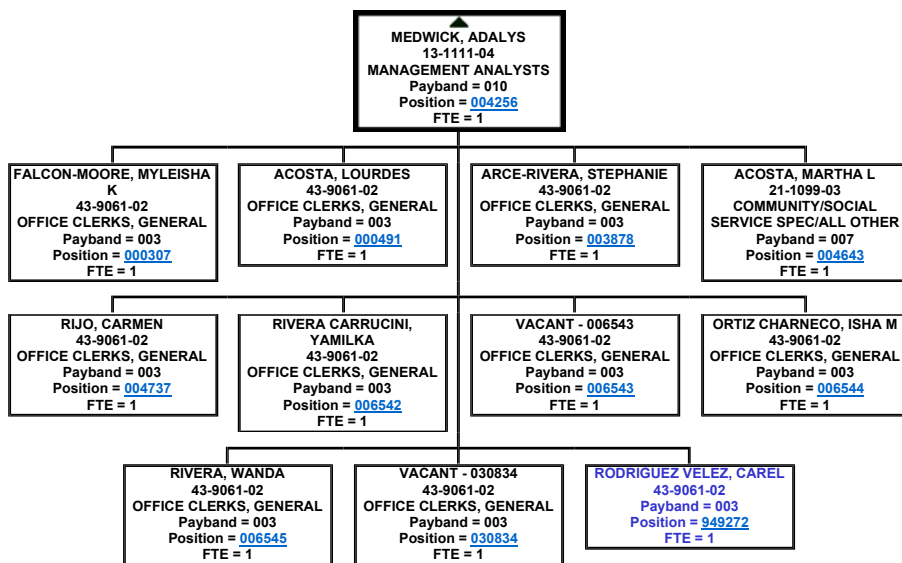 MEDWICK, ADALYS
13-1111-04
MANAGEMENT ANALYSTS
Payband = 010
Position = 004256
FTE = 1
FALCON-MOORE, MYLEISHA
K
43-9061-02
OFFICE CLERKS, GENERAL
Payband = 003
Position = 000307
FTE = 1
ACOSTA, LOURDES
43-9061-02
OFFICE CLERKS, GENERAL
Payband = 003
Position = 000491
FTE = 1
ARCE-RIVERA, STEPHANIE
43-9061-02
OFFICE CLERKS, GENERAL
Payband = 003
Position = 003878
FTE = 1
ACOSTA, MARTHA L
21-1099-03
COMMUNITY/SOCIAL
SERVICE SPEC/ALL OTHER
Payband = 007
Position = 004643
FTE = 1
RIJO, CARMEN
43-9061-02
OFFICE CLERKS, GENERAL
Payband = 003
Position = 004737
FTE = 1
RIVERA CARRUCINI,
YAMILKA
43-9061-02
OFFICE CLERKS, GENERAL
Payband = 003
Position = 006542
FTE = 1
VACANT - 006543
43-9061-02
OFFICE CLERKS, GENERAL
Payband = 003
Position = 006543
FTE = 1
ORTIZ CHARNECO, ISHA M
43-9061-02
OFFICE CLERKS, GENERAL
Payband = 003
Position = 006544
FTE = 1
RIVERA, WANDA
43-9061-02
OFFICE CLERKS, GENERAL
Payband = 003
Position = 006545
FTE = 1
VACANT - 030834
43-9061-02
OFFICE CLERKS, GENERAL
Payband = 003
Position = 030834
FTE = 1
RODRIGUEZ VELEZ, CAREL
43-9061-02
Payband = 003
Position = 949272
FTE = 1